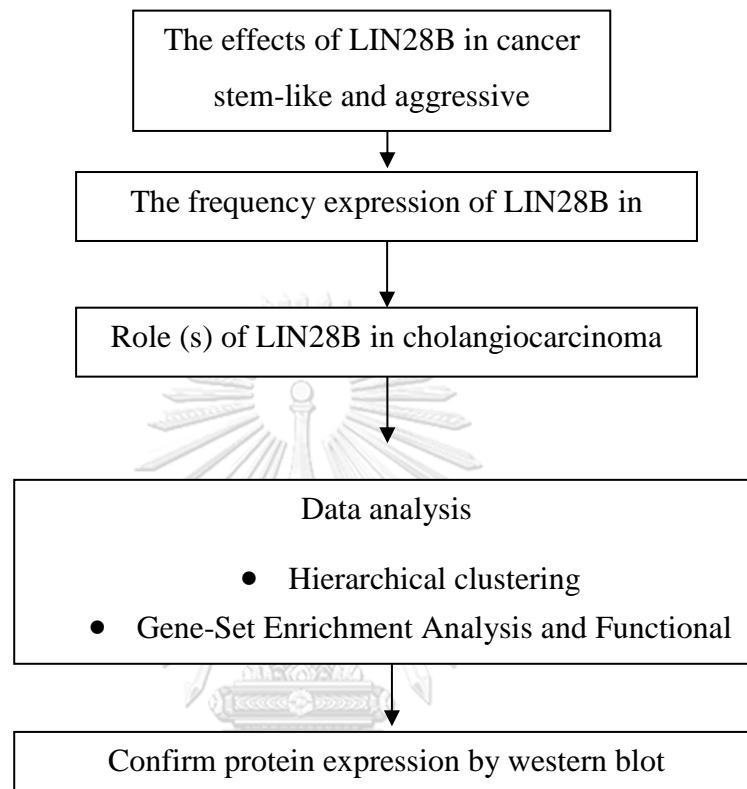 The effects of LIN28B in cancer
stem-like and aggressive
The frequency expression of LIN28B in
Role (s) of LIN28B in cholangiocarcinoma
Data analysis
• Hierarchical clustering
• Gene-Set Enrichment Analysis and Functional
Confirm protein expression by western blot